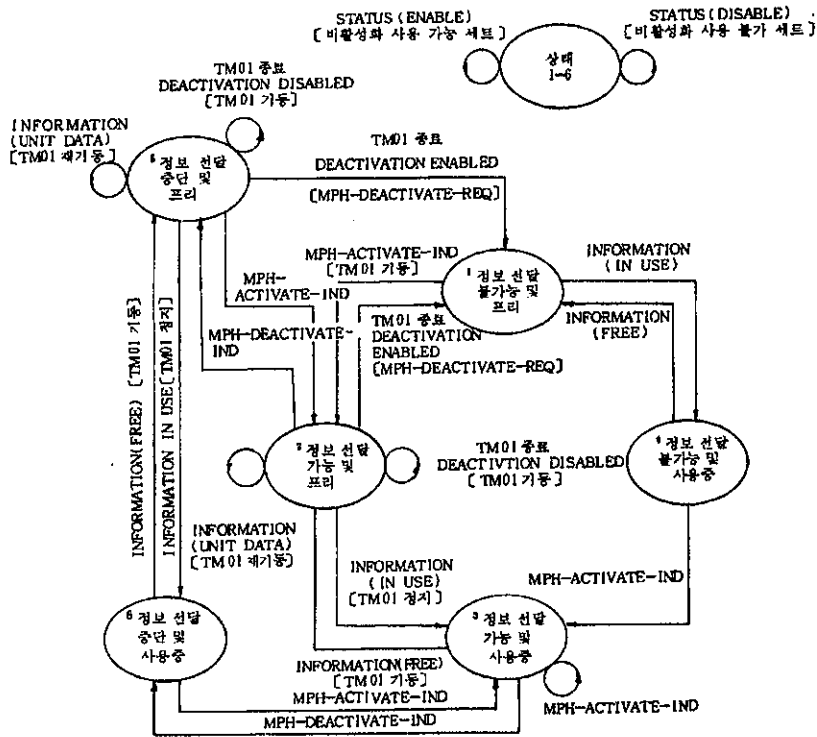 STATUS (ENABLE)
[비활성화 사용 가능 세트]
STATUS (DISABLE)
[비활성화 사용 불가 세트]
상태
1-6
TM01 종료
DEACTIVATION DISABLED
[TM01 기동]
INFORMATION
(UNIT DATA)
[TM01 재기동]
정보 전달
중단 및
프리
TM01 종료
DEACTIVATION ENABLED
[MPH-DEACTIVATE-REQ]
MPH-ACTIVATE-IND
[TM01 기동]
1 정보 전달
불가능 및
프리
INFORMATION
(IN USE)
INFORMATION
(FREE)
MPH-
ACTIVATE-IND
MPH-DEACTIVATE-
IND
TM01 종료
DEACTIVATION
ENABLED
[MPH-DEACTIVATE-REQ]
INFORMATION(FREE) [TM01 기동]
INFORMATION IN USE [TM01 정지]
정보 전달
가능 및
프리
TM01 종료
DEACTIVTION DISABLED
[TM01 기동]
정보 전달
불가능 및
사용중
INFORMATION
(UNIT DATA)
[TM01 재기동]
INFORMATION
(IN USE)
[TM01 정지]
MPH-ACTIVATE-IND
6 정보 전달
중단 및
사용중
3 정보 전달
가능 및
사용중
INFORMATION(FREE)
[TM01 기동]
MPH-ACTIVATE-IND
MPH-DEACTIVATE-IND
MPH-ACTIVATE-IND